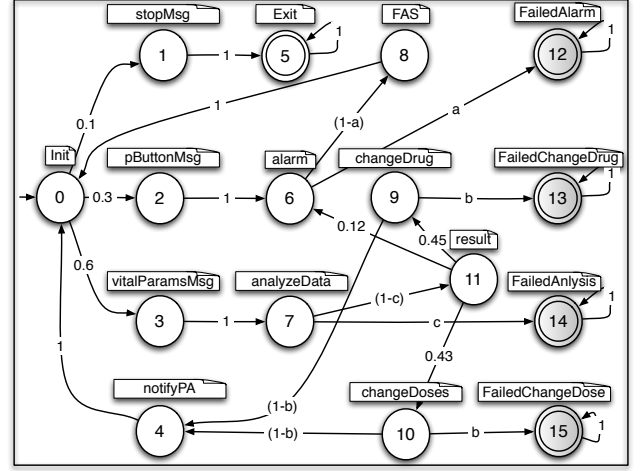 stopMsg
Exit
FAS
FailedAlarm
1
1
5
1
8
12
1
0.1
1
(1-a)
a
Init
pButtonMsg
alarm
changeDrug
FailedChangeDrug
0
0.3
2
1
6
9
b
13
1
0.12
0.45
result
0.6
vitalParamsMsg
analyzeData
11
FailedAnlysis
3
1
7
(1-c)
c
14
1
1
0.43
notifyPA
changeDoses
FailedChangeDose
4
(1-b)
(1-b)
10
b
15
1